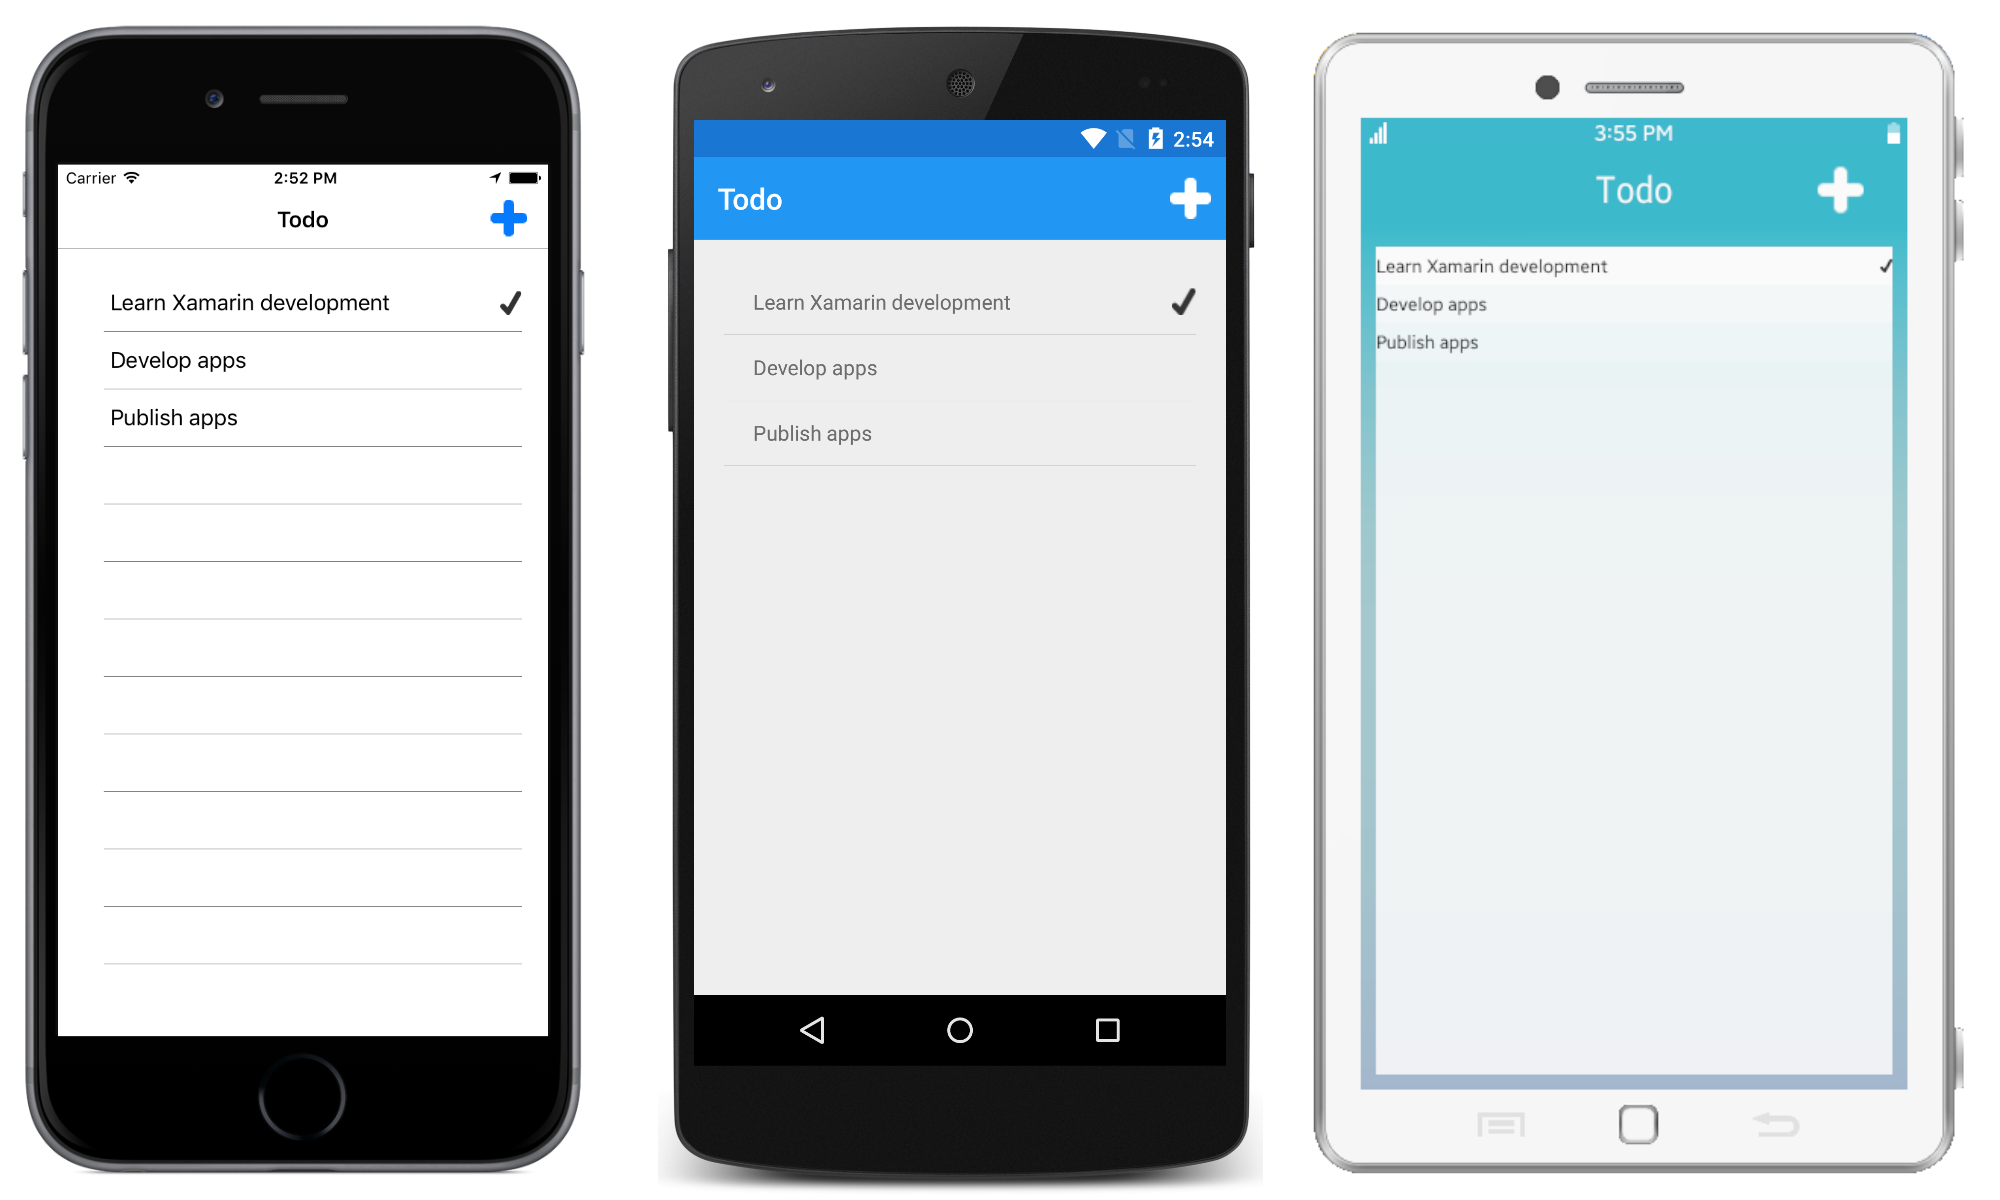 Carrier 2:52 PM
Todo
Learn Xamarin development
Develop apps
Publish apps
2:54
Todo
Learn Xamarin development
Develop apps
Publish apps
3:55 PM
Todo
Learn Xamarin development
Develop apps
Publish apps